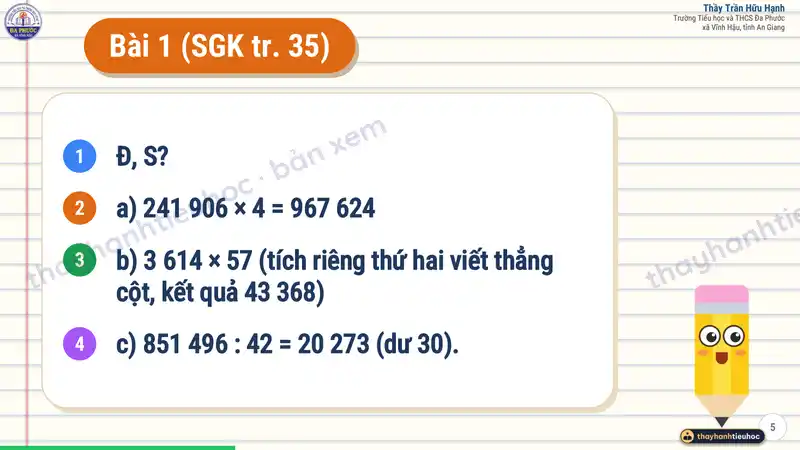 Thầy Trần Hữu Hạnh
Trường Tiểu học và THCS Đa Phước
xã Vĩnh Hậu, tỉnh An Giang
ĐA PHƯỚC
Bài 1 (SGK tr. 35)
1 Đ, S?
2 a) 241 906 × 4 = 967 624
3 b) 3 614 × 57 (tích riêng thứ hai viết thẳng
cột, kết quả 43 368)
4 c) 851 496 : 42 = 20 273 (dư 30).
thayhanhtieuhoc · bản xem
thayhanhtieuhoc
5